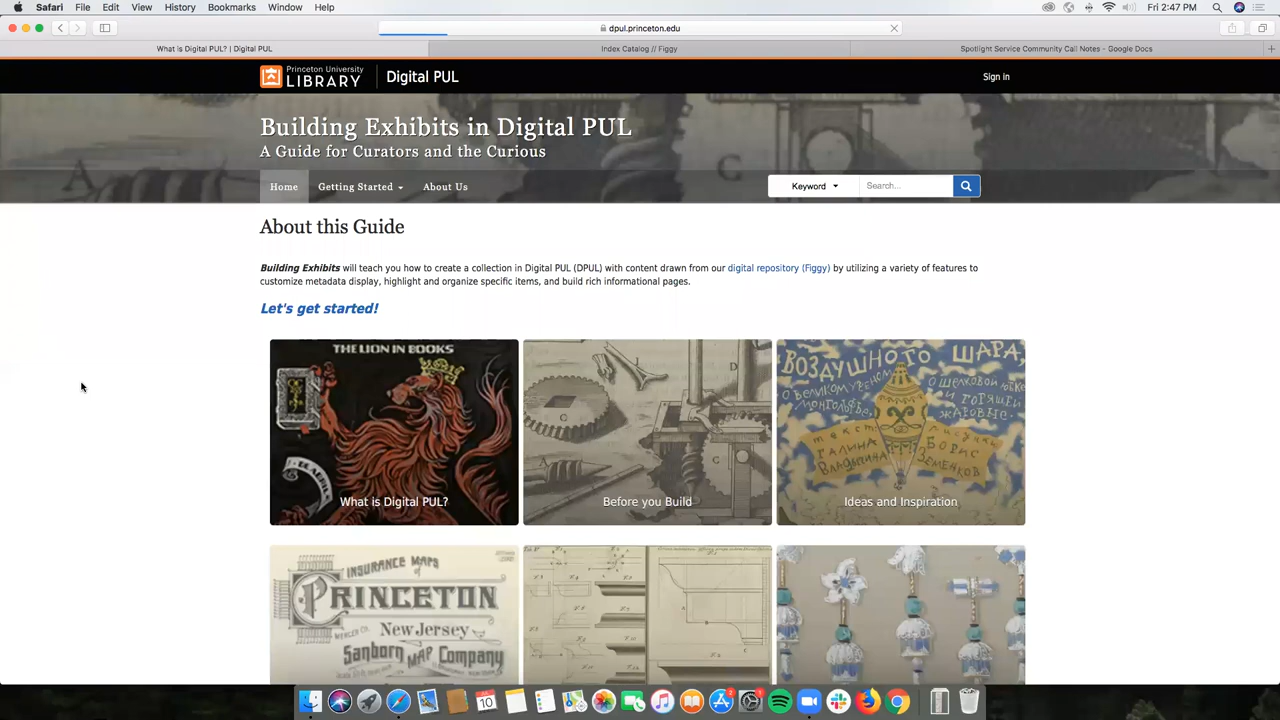 Safari File Edit View History Bookmarks Window Help Fri 2:47 PM
dpul.princeton.edu
What is Digital PUL? | Digital PUL Index Catalog // Figgy Spotlight Service Community Call Notes - Google Docs
Princeton University
LIBRARY
Digital PUL Sign in
Building Exhibits in Digital PUL
A Guide for Curators and the Curious
Home Getting Started About Us Keyword Search...
About this Guide
Building Exhibits will teach you how to create a collection in Digital PUL (DPUL) with content drawn from our digital repository (Figgy) by utilizing a variety of features to
customize metadata display, highlight and organize specific items, and build rich informational pages.
Let's get started!
THE LION IN BOOKS
What is Digital PUL?
D
C
G
A
Before you Build
ВОЗДУШНОГО ШАРА,
ТЕКСТ
ГАЛИНА
БОРИС
ЗЕМЕНКОВ
Ideas and Inspiration
INSURANCE MAPS
of
PRINCETON
New Jersey
Sanborn MAP Company
10